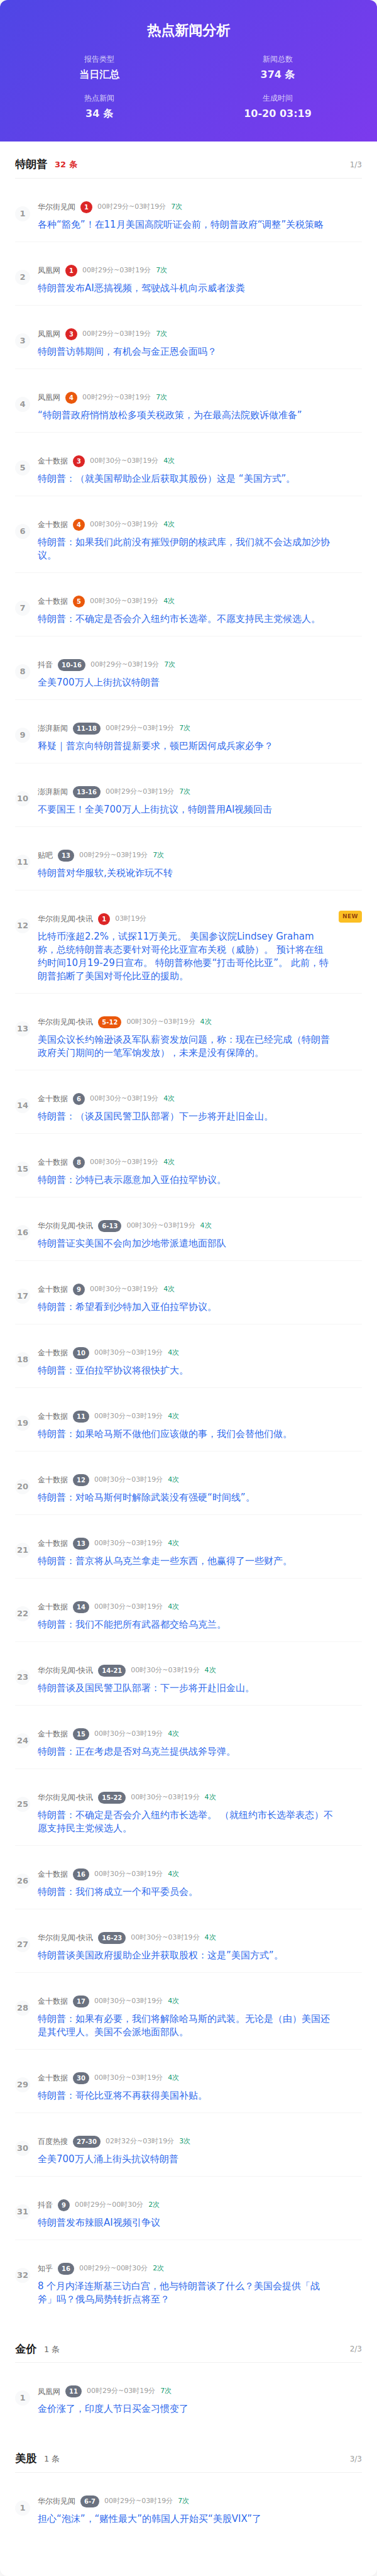 热点新闻分析
报告类型
当日汇总
新闻总数
374 条
热点新闻
34 条
生成时间
10-20 03:19
特朗普 32 条 1/3
1 华尔街见闻 1 00时29分~03时19分 7次
各种“豁免”！在11月美国高院听证会前，特朗普政府“调整”关税策略
2 凤凰网 1 00时29分~03时19分 7次
特朗普发布AI恶搞视频，驾驶战斗机向示威者泼粪
3 凤凰网 3 00时29分~03时19分 7次
特朗普访韩期间，有机会与金正恩会面吗？
4 凤凰网 4 00时29分~03时19分 7次
“特朗普政府悄悄放松多项关税政策，为在最高法院败诉做准备”
5 金十数据 3 00时30分~03时19分 4次
特朗普：（就美国帮助企业后获取其股份）这是 “美国方式”。
6 金十数据 4 00时30分~03时19分 4次
特朗普：如果我们此前没有摧毁伊朗的核武库，我们就不会达成加沙协
议。
7 金十数据 5 00时30分~03时19分 4次
特朗普：不确定是否会介入纽约市长选举。不愿支持民主党候选人。
8 抖音 10-16 00时29分~03时19分 7次
全美700万人上街抗议特朗普
9 澎湃新闻 11-18 00时29分~03时19分 7次
释疑｜普京向特朗普提新要求，顿巴斯因何成兵家必争？
10 澎湃新闻 13-16 00时29分~03时19分 7次
不要国王！全美700万人上街抗议，特朗普用AI视频回击
11 贴吧 13 00时29分~03时19分 7次
特朗普对华服软,关税讹诈玩不转
12 华尔街见闻-快讯 1 03时19分 NEW
比特币涨超2.2%，试探11万美元。 美国参议院Lindsey Graham
称，总统特朗普表态要针对哥伦比亚宣布关税（威胁）。 预计将在纽
约时间10月19-29日宣布。 特朗普称他要“打击哥伦比亚”。 此前，特
朗普掐断了美国对哥伦比亚的援助。
13 华尔街见闻-快讯 5-12 00时30分~03时19分 4次
美国众议长约翰逊谈及军队薪资发放问题，称：现在已经完成（特朗普
政府关门期间的一笔军饷发放），未来是没有保障的。
14 金十数据 6 00时30分~03时19分 4次
特朗普：（谈及国民警卫队部署）下一步将开赴旧金山。
15 金十数据 8 00时30分~03时19分 4次
特朗普：沙特已表示愿意加入亚伯拉罕协议。
16 华尔街见闻-快讯 6-13 00时30分~03时19分 4次
特朗普证实美国不会向加沙地带派遣地面部队
17 金十数据 9 00时30分~03时19分 4次
特朗普：希望看到沙特加入亚伯拉罕协议。
18 金十数据 10 00时30分~03时19分 4次
特朗普：亚伯拉罕协议将很快扩大。
19 金十数据 11 00时30分~03时19分 4次
特朗普：如果哈马斯不做他们应该做的事，我们会替他们做。
20 金十数据 12 00时30分~03时19分 4次
特朗普：对哈马斯何时解除武装没有强硬“时间线”。
21 金十数据 13 00时30分~03时19分 4次
特朗普：普京将从乌克兰拿走一些东西，他赢得了一些财产。
22 金十数据 14 00时30分~03时19分 4次
特朗普：我们不能把所有武器都交给乌克兰。
23 华尔街见闻-快讯 14-21 00时30分~03时19分 4次
特朗普谈及国民警卫队部署：下一步将开赴旧金山。
24 金十数据 15 00时30分~03时19分 4次
特朗普：正在考虑是否对乌克兰提供战斧导弹。
25 华尔街见闻-快讯 15-22 00时30分~03时19分 4次
特朗普：不确定是否会介入纽约市长选举。 （就纽约市长选举表态）不
愿支持民主党候选人。
26 金十数据 16 00时30分~03时19分 4次
特朗普：我们将成立一个和平委员会。
27 华尔街见闻-快讯 16-23 00时30分~03时19分 4次
特朗普谈美国政府援助企业并获取股权：这是”美国方式”。
28 金十数据 17 00时30分~03时19分 4次
特朗普：如果有必要，我们将解除哈马斯的武装。无论是（由）美国还
是其代理人。美国不会派地面部队。
29 金十数据 30 00时30分~03时19分 4次
特朗普：哥伦比亚将不再获得美国补贴。
30 百度热搜 27-30 02时32分~03时19分 3次
全美700万人涌上街头抗议特朗普
31 抖音 9 00时29分~00时30分 2次
特朗普发布辣眼AI视频引争议
32 知乎 16 00时29分~00时30分 2次
8 个月内泽连斯基三访白宫，他与特朗普谈了什么？美国会提供「战
斧」吗？俄乌局势转折点将至？
金价 1 条 2/3
1 凤凰网 11 00时29分~03时19分 7次
金价涨了，印度人节日买金习惯变了
美股 1 条 3/3
1 华尔街见闻 6-7 00时29分~03时19分 7次
担心“泡沫”，“赌性最大”的韩国人开始买“美股VIX”了